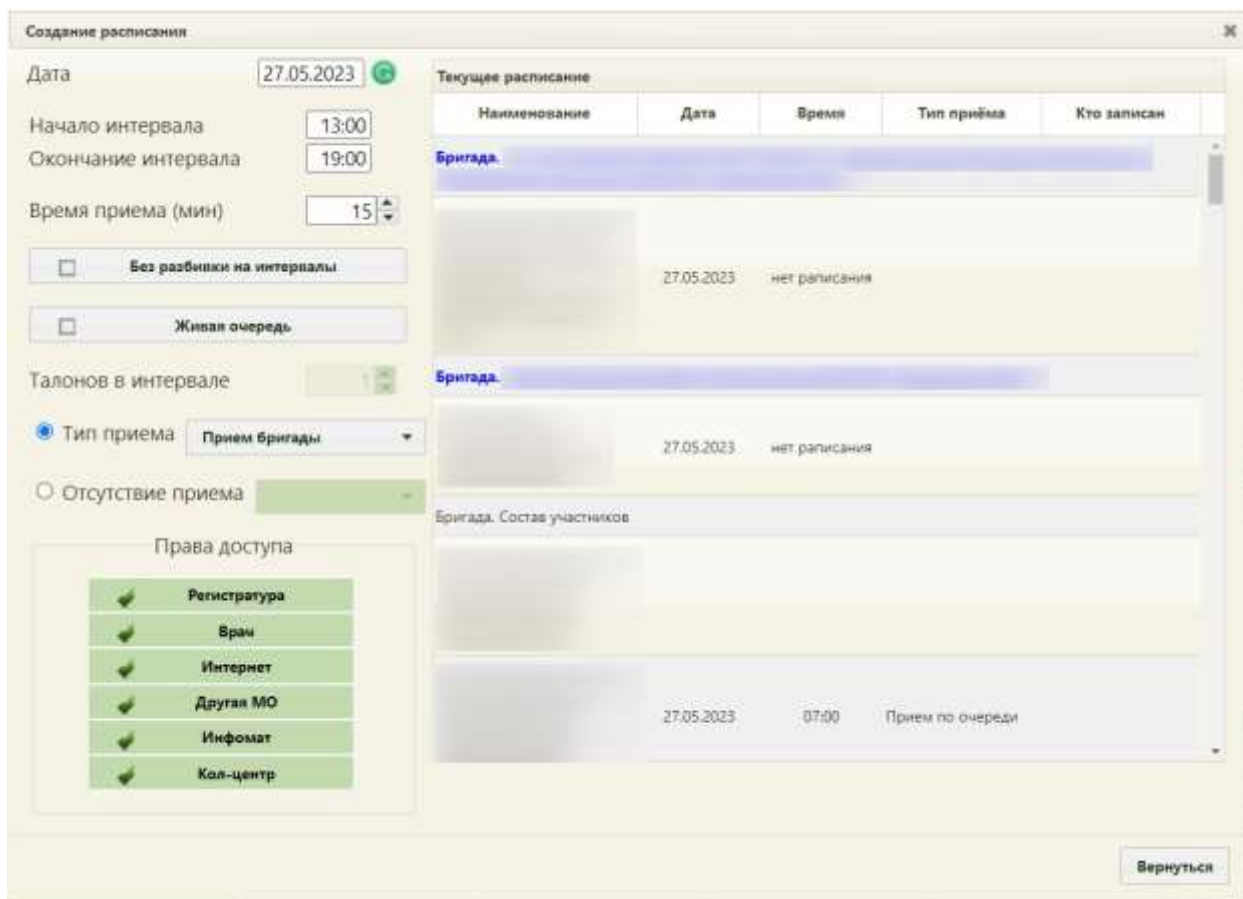 Создание расписания
Дата 27.05.2023
Начало интервала 13:00
Окончание интервала 19:00
Время приема (мин) 15
Без разбивки на интервалы
Живая очередь
Талонов в интервале 1
Тип приема Прием бригады
Отсутствие приема
Права доступа
Регистратура
Врач
Интернет
Другая МО
Инфомат
Кол-центр
Текущее расписание
Наименование Дата Время Тип приёма Кто записан
Бригада.
27.05.2023 нет раписания
Бригада.
27.05.2023 нет раписания
Бригада. Состав участников
27.05.2023 07:00 Прием по очереди
Вернуться